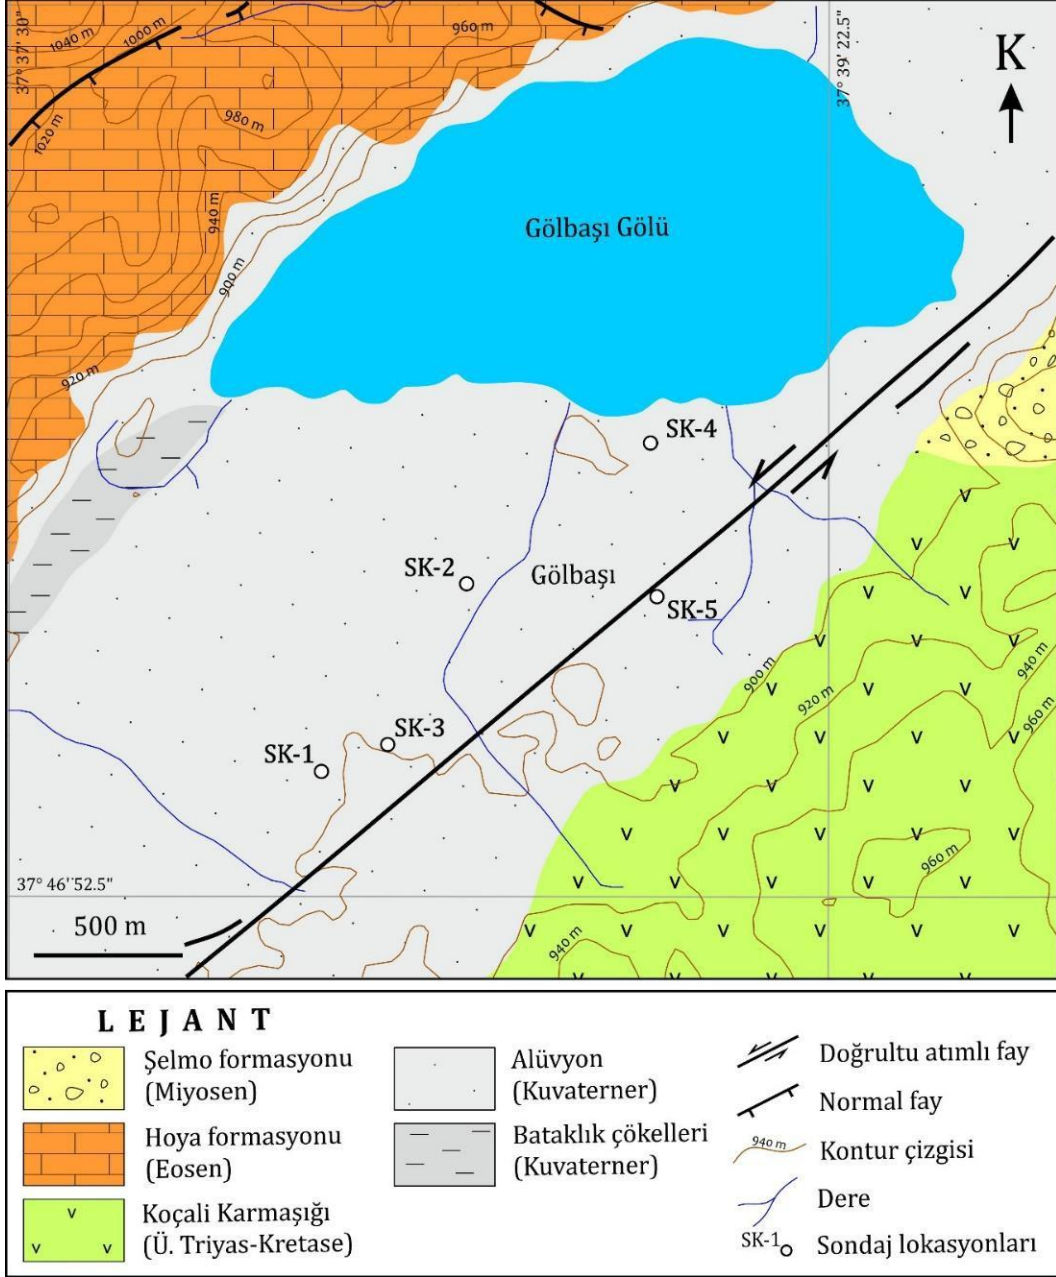 1040 m
1000 m
960 m
37° 37' 30"
37° 39' 22.5"
K
1020 m
980 m
940 m
900 m
920 m
Gölbaşı Gölü
SK-4
SK-2
Gölbaşı
SK-5
SK-3
SK-1
900 m
920 m
940 m
960 m
960 m
940 m
37° 46' 52.5"
500 m
LEJANT
Şelmo formasyonu
(Miyosen)
Hoya formasyonu
(Eosen)
Koçali Karmaşığı
(Ü. Triyas-Kretase)
Alüvyon
(Kuvaterner)
Bataklık çökelleri
(Kuvaterner)
Doğrultu atımlı fay
Normal fay
940 m
Kontur çizgisi
Dere
SK-1
Sondaj lokasyonları